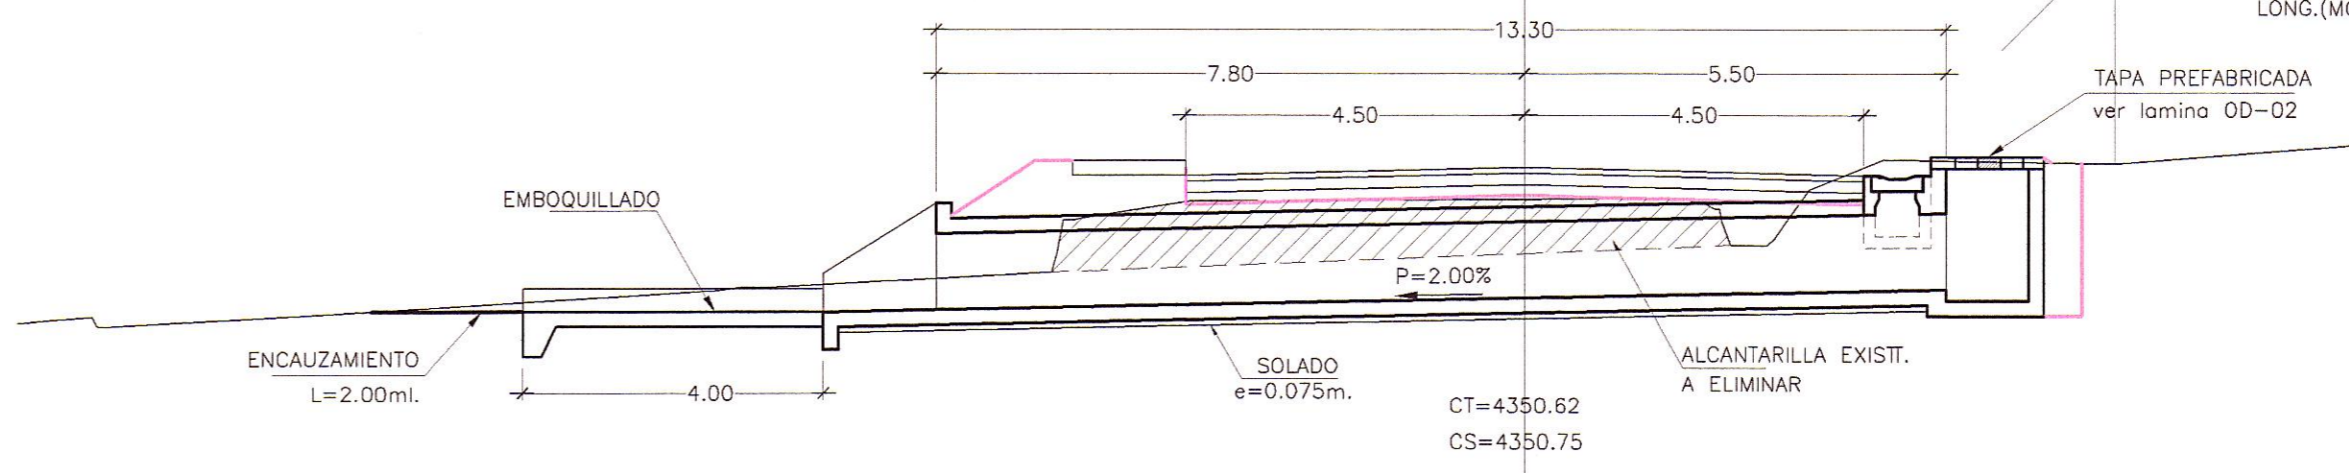 LONG.(MC
13.30
7.80
5.50
TAPA PREFABRICADA
ver lamina OD-02
4.50
4.50
EMBOQUILLADO
P=2.00%
ENCAUZAMIENTO
L=2.00ml.
4.00
SOLADO
e=0.075m.
ALCANTARILLA EXISTT.
A ELIMINAR
CT=4350.62
CS=4350.75